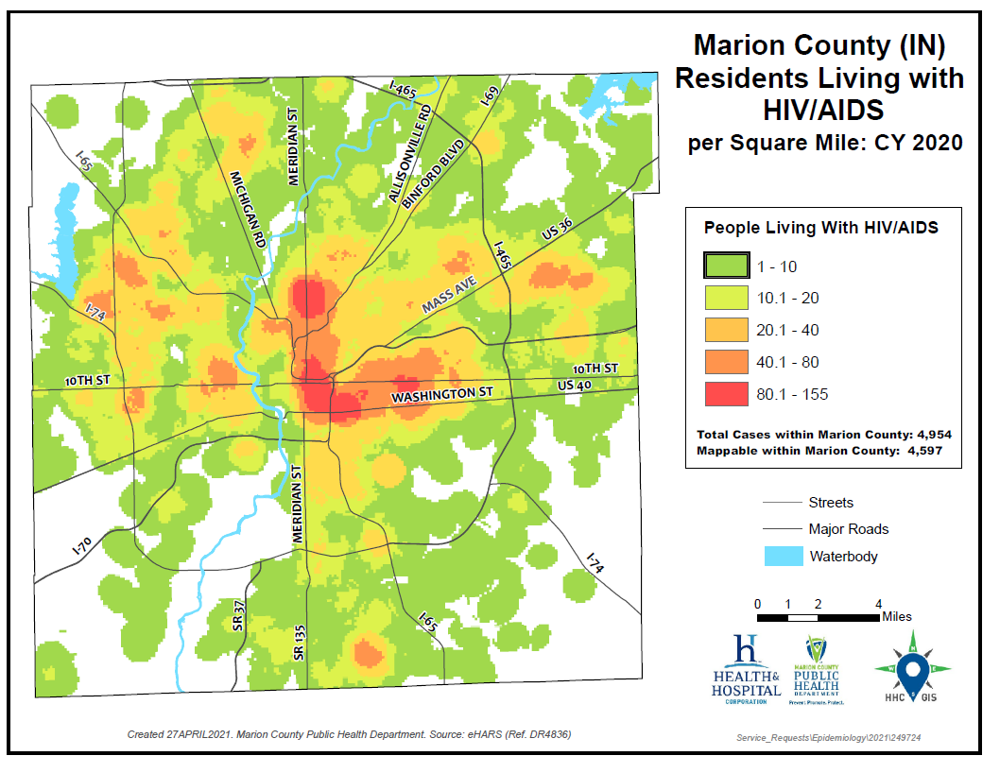 Marion County (IN)
Residents Living with
HIV/AIDS
per Square Mile: CY 2020
I-465
I-69
ALLISONVILLE RD
BINFORD BLVD
MERIDIAN ST
MICHIGAN RD
I-65
US 36
I-465
MASS AVE
I-74
10TH ST
10TH ST
US 40
WASHINGTON ST
MERIDIAN ST
I-70
I-74
SR 37
SR 135
I-65
People Living With HIV/AIDS
1 - 10
10.1 - 20
20.1 - 40
40.1 - 80
80.1 - 155
Total Cases within Marion County: 4,954
Mappable within Marion County: 4,597
Streets
Major Roads
Waterbody
0 1 2 4
Miles
HEALTH&
HOSPITAL
CORPORATION
MARION COUNTY
PUBLIC
HEALTH
DEPARTMENT
Prevent. Promote. Protect.
HHC GIS
Created 27APRIL2021. Marion County Public Health Department. Source: eHARS (Ref. DR4836)
Service_Requests\Epidemiology\2021\249724